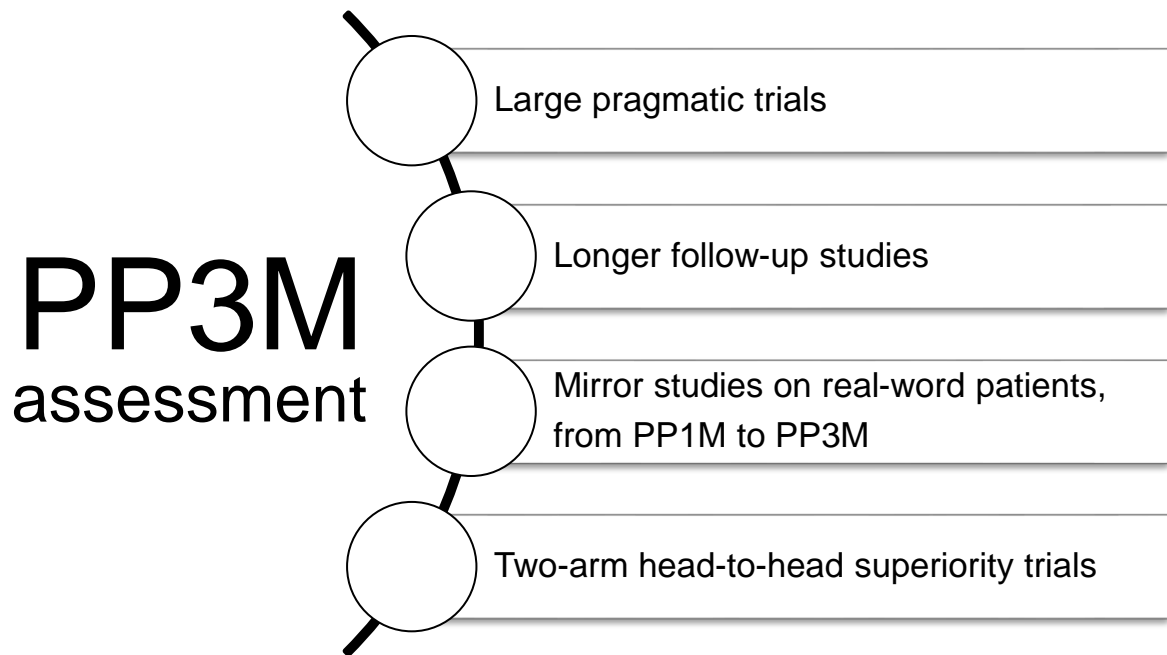 PP3M
assessment
Large pragmatic trials
Longer follow-up studies
Mirror studies on real-word patients,
from PP1M to PP3M
Two-arm head-to-head superiority trials